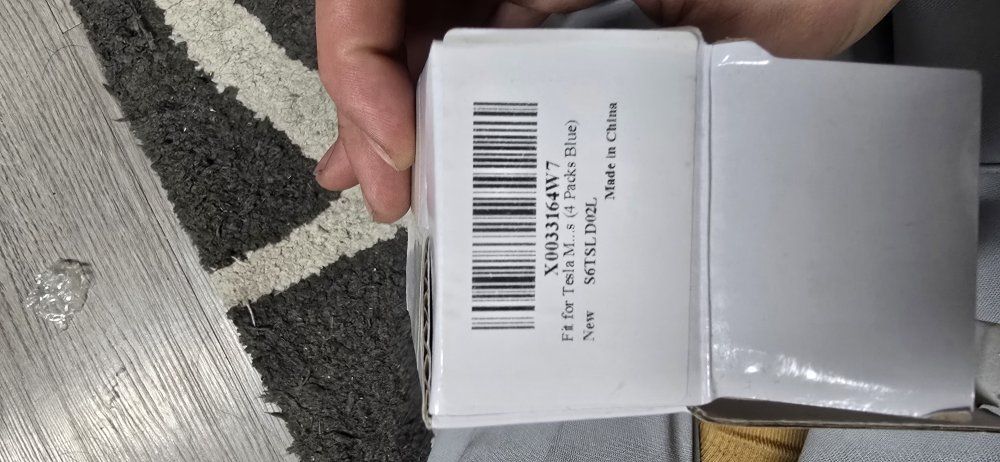 X0033164W7
Fit for Tesla M...s (4 Packs Blue)
New S6TSLD02L
Made in China